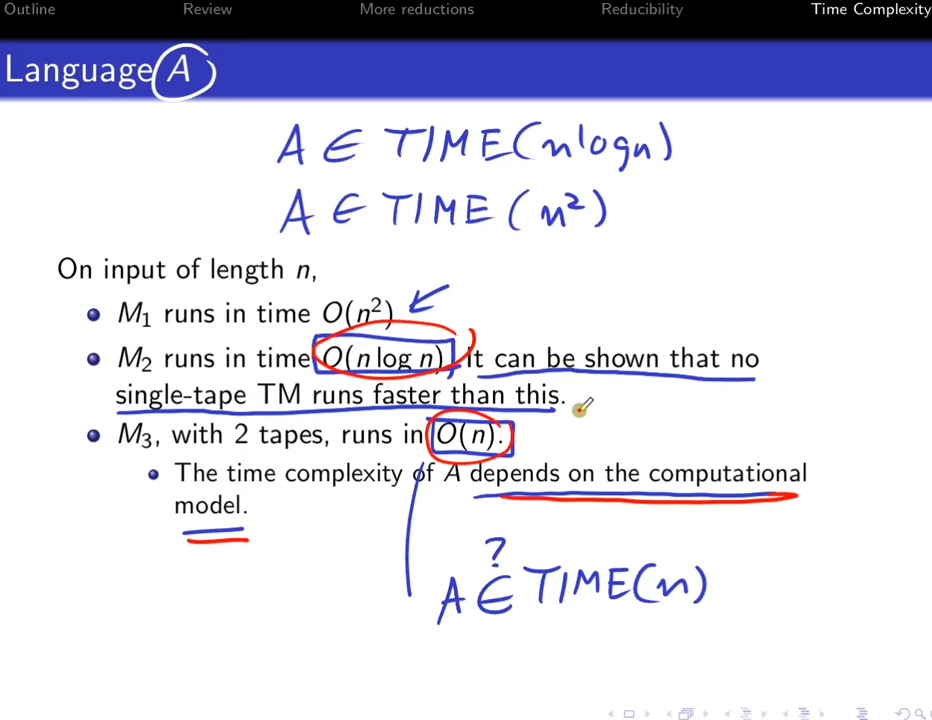 Outline Review More reductions Reducibility Time Complexity
Language A
A ∈ TIME(n log n)
A ∈ TIME(n²)
On input of length n,
M₁ runs in time O(n²)
M₂ runs in time O(n log n), it can be shown that no
single-tape TM runs faster than this.
M₃, with 2 tapes, runs in O(n).
The time complexity of A depends on the computational
model.
?
A ∈ TIME(n)